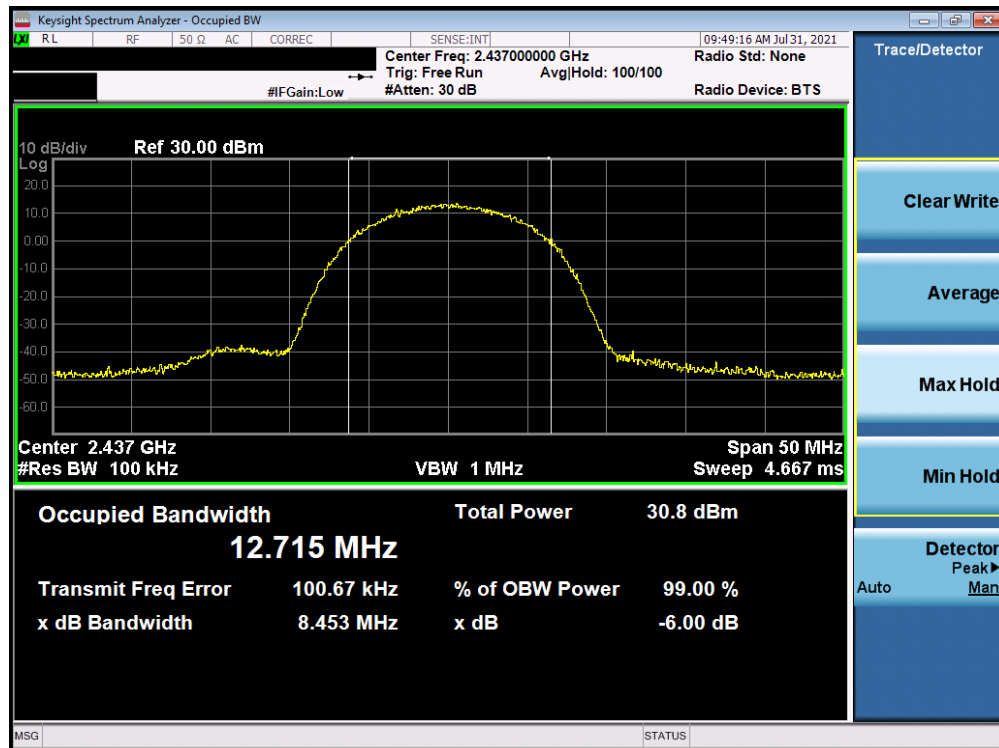 Keysight Spectrum Analyzer - Occupied BW
LXI RL RF 50 Ω AC CORREC SENSE:INT 09:49:16 AM Jul 31, 2021
Center Freq: 2.437000000 GHz Radio Std: None
Trig: Free Run Avg|Hold: 100/100
#IFGain:Low #Atten: 30 dB Radio Device: BTS
10 dB/div Ref 30.00 dBm
Log
20.0
10.0
0.00
-10.0
-20.0
-30.0
-40.0
-50.0
-60.0
Center 2.437 GHz Span 50 MHz
#Res BW 100 kHz VBW 1 MHz Sweep 4.667 ms
Occupied Bandwidth Total Power 30.8 dBm
12.715 MHz
Transmit Freq Error 100.67 kHz % of OBW Power 99.00 %
x dB Bandwidth 8.453 MHz x dB -6.00 dB
MSG STATUS
Trace/Detector
Clear Write
Average
Max Hold
Min Hold
Detector
Peak▶
Auto Man